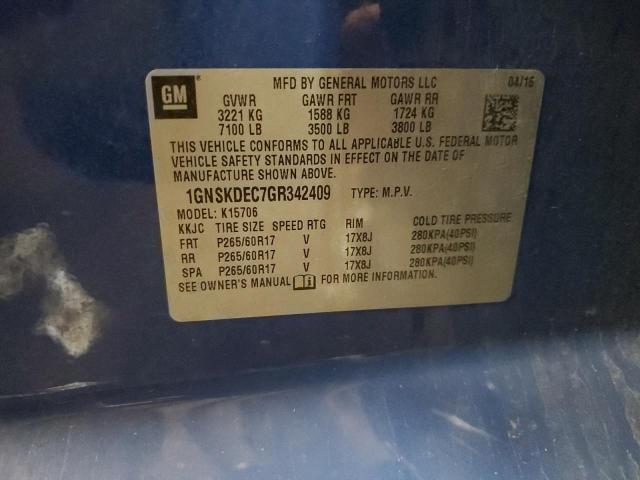 GM
MFD BY GENERAL MOTORS LLC 04/16
GVWR GAWR FRT GAWR RR
3221 KG 1588 KG 1724 KG
7100 LB 3500 LB 3800 LB
THIS VEHICLE CONFORMS TO ALL APPLICABLE U.S. FEDERAL MOTOR
VEHICLE SAFETY STANDARDS IN EFFECT ON THE DATE OF
MANUFACTURE SHOWN ABOVE.
1GNSKDEC7GR342409 TYPE: M.P.V.
MODEL: K15706
KKJC TIRE SIZE SPEED RTG RIM COLD TIRE PRESSURE
FRT P265/60R17 V 17X8J 280KPA(40PSI)
RR P265/60R17 V 17X8J 280KPA(40PSI)
SPA P265/60R17 V 17X8J 280KPA(40PSI)
SEE OWNER'S MANUAL FOR MORE INFORMATION.